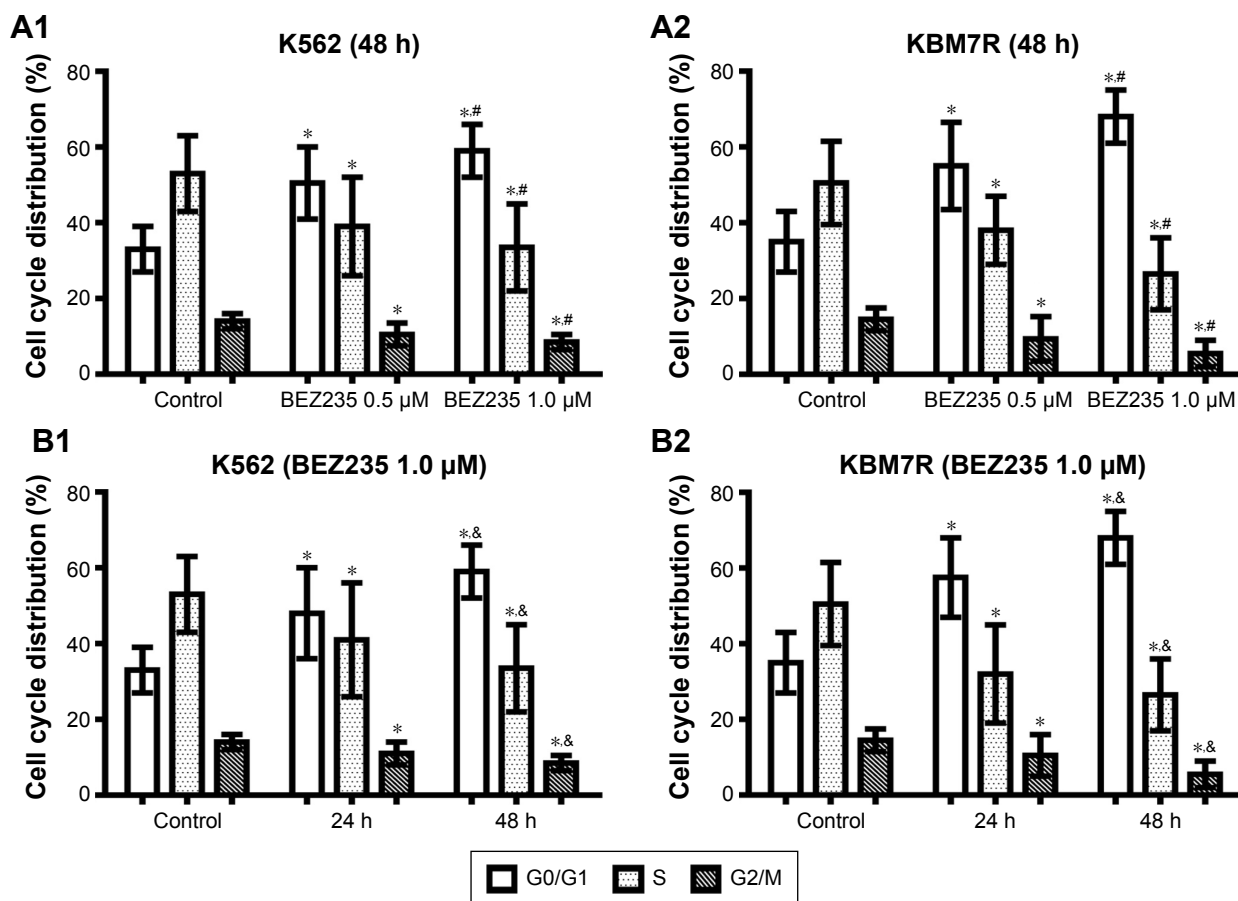 A1
K562 (48 h)
Cell cycle distribution (%)
80
60
40
20
0
* * *
*,# *,# *,#
Control BEZ235 0.5 µM BEZ235 1.0 µM
A2
KBM7R (48 h)
Cell cycle distribution (%)
80
60
40
20
0
* * *
*,# *,# *,#
Control BEZ235 0.5 µM BEZ235 1.0 µM
B1
K562 (BEZ235 1.0 µM)
Cell cycle distribution (%)
80
60
40
20
0
* * *
*,& *,& *,&
Control 24 h 48 h
B2
KBM7R (BEZ235 1.0 µM)
Cell cycle distribution (%)
80
60
40
20
0
* * *
*,& *,& *,&
Control 24 h 48 h
G0/G1 S G2/M